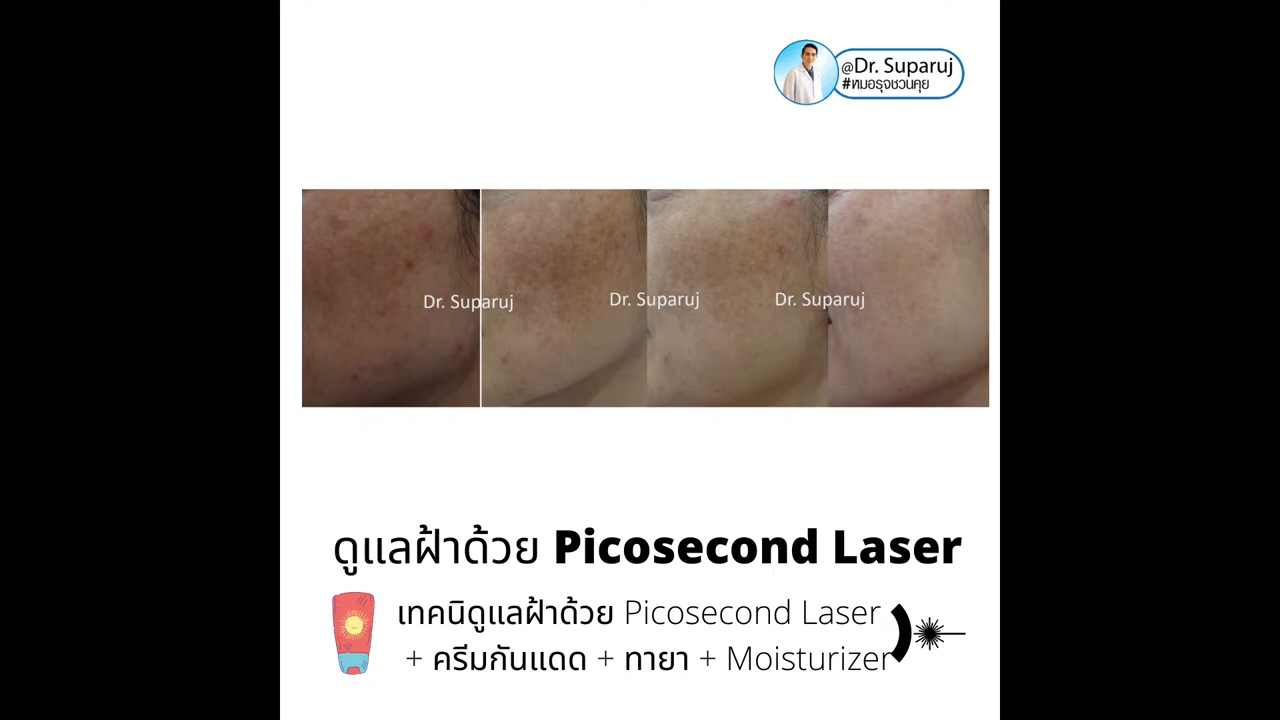 @Dr. Suparuj
#หมอรุจชวนคุย
Dr. Suparuj
Dr. Suparuj
Dr. Suparuj
ดูแลฝ้าด้วย Picosecond Laser
เทคนิดูแลฝ้าด้วย Picosecond Laser
+ ครีมกันแดด + ทายา + Moisturizer